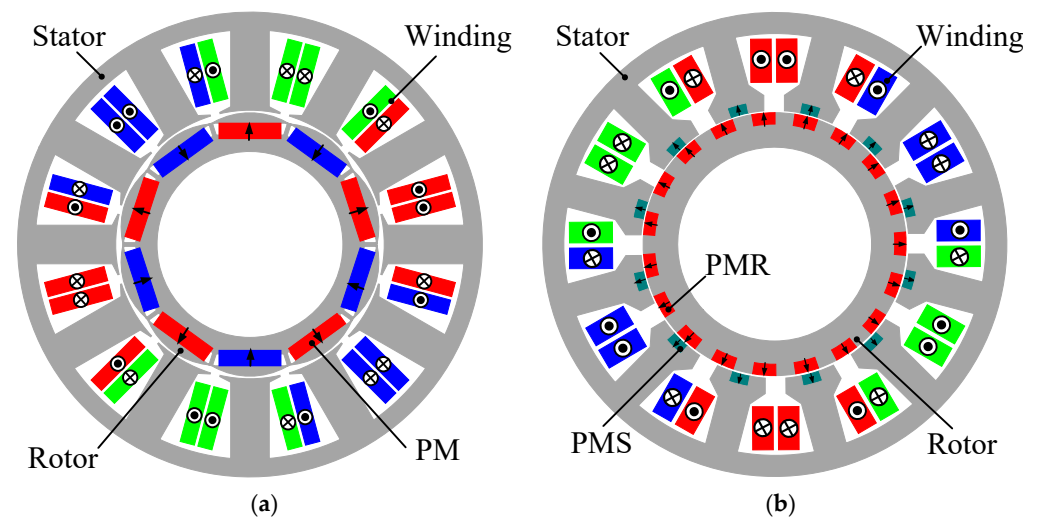 Stator
Winding
Rotor
PM
(a)
Stator
Winding
PMR
PMS
Rotor
(b)